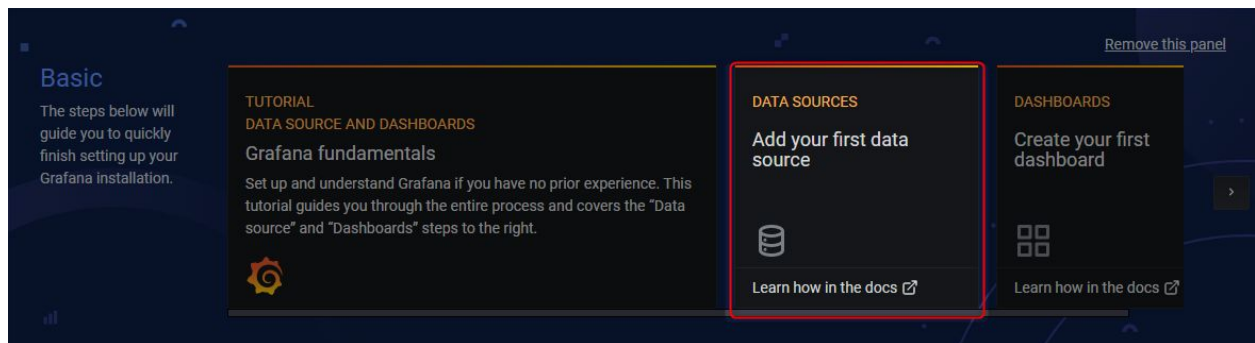 Remove this panel
Basic
The steps below will
guide you to quickly
finish setting up your
Grafana installation.
TUTORIAL
DATA SOURCE AND DASHBOARDS
Grafana fundamentals
Set up and understand Grafana if you have no prior experience. This
tutorial guides you through the entire process and covers the “Data
source” and “Dashboards” steps to the right.
DATA SOURCES
Add your first data
source
Learn how in the docs
DASHBOARDS
Create your first
dashboard
Learn how in the docs